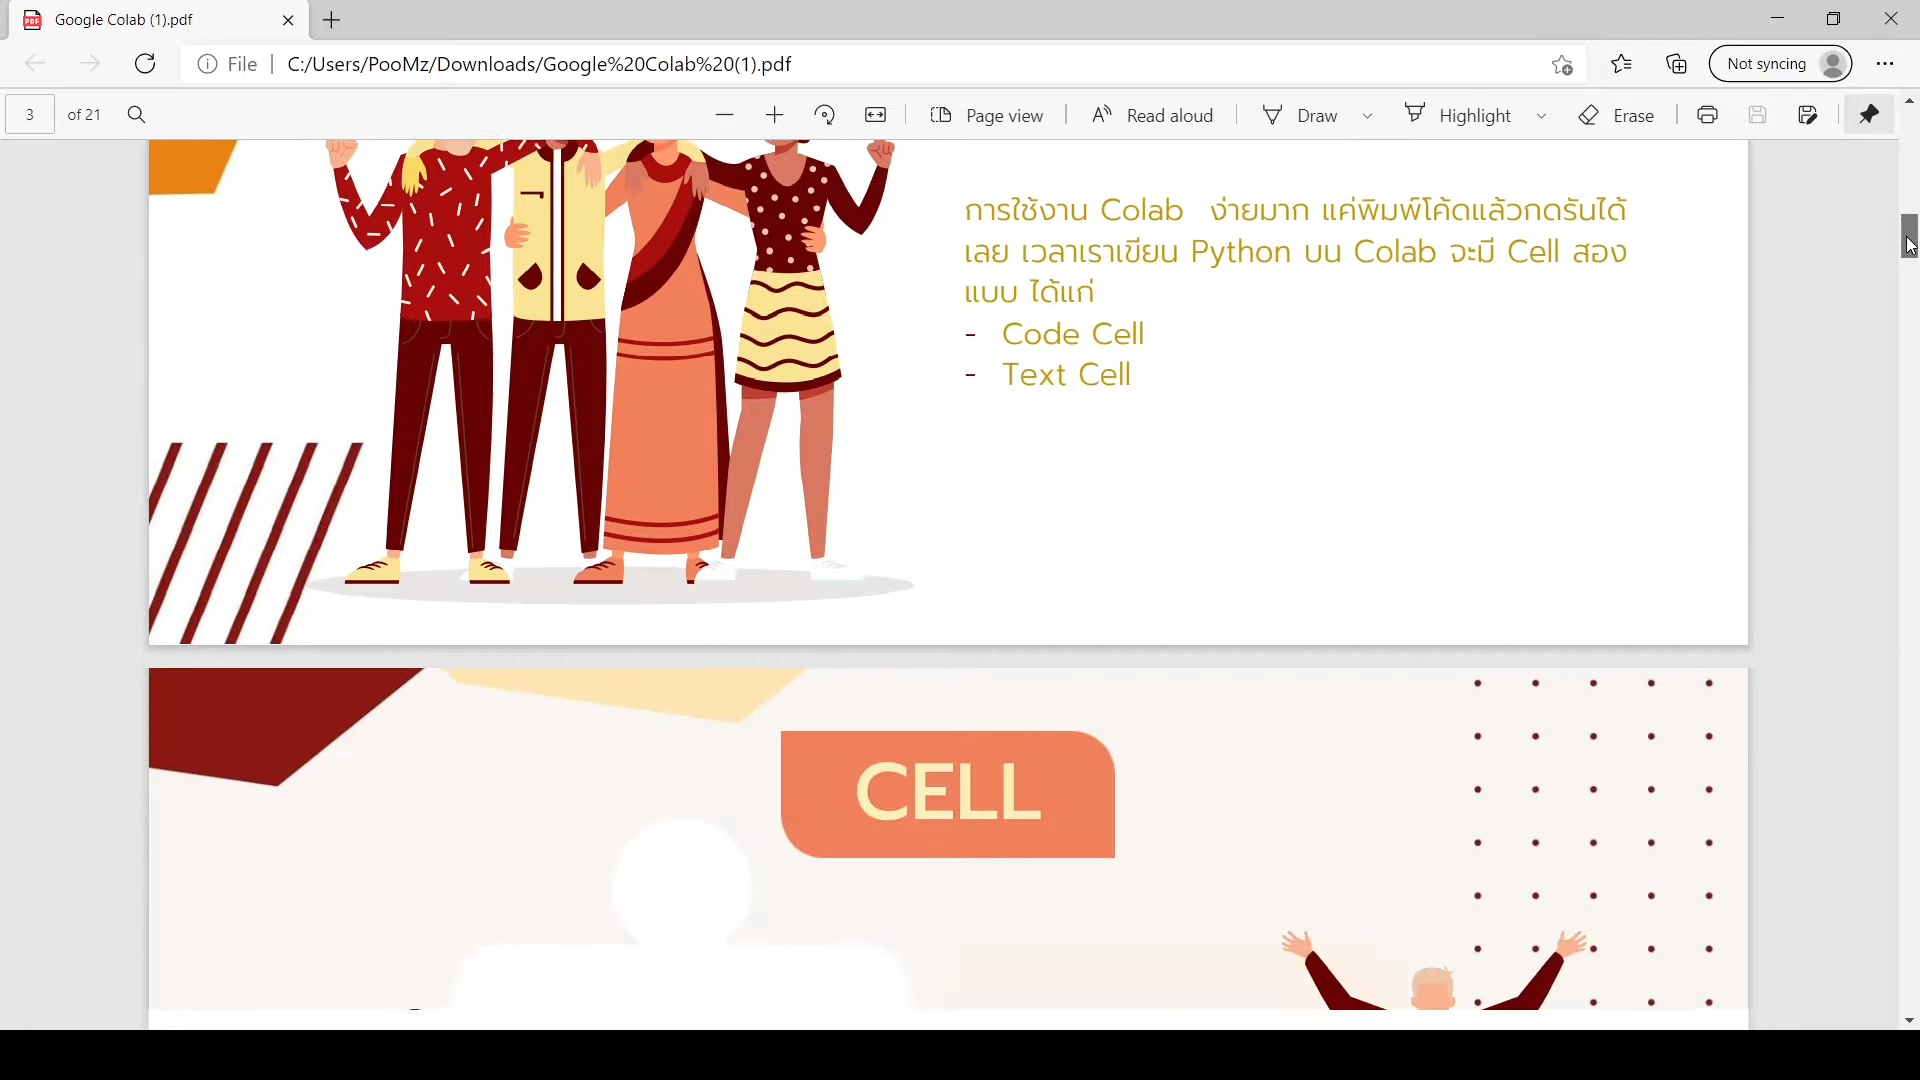 Google Colab (1).pdf
File
C:/Users/PooMz/Downloads/Google%20Colab%20(1).pdf
Not syncing
3 of 21
Page view
Read aloud
Draw
Highlight
Erase
การใช้งาน Colab ง่ายมาก แค่พิมพ์โค้ดแล้วกดรันได้
เลย เวลาเราเขียน Python บน Colab จะมี Cell สอง
แบบ ได้แก่
- Code Cell
- Text Cell
CELL